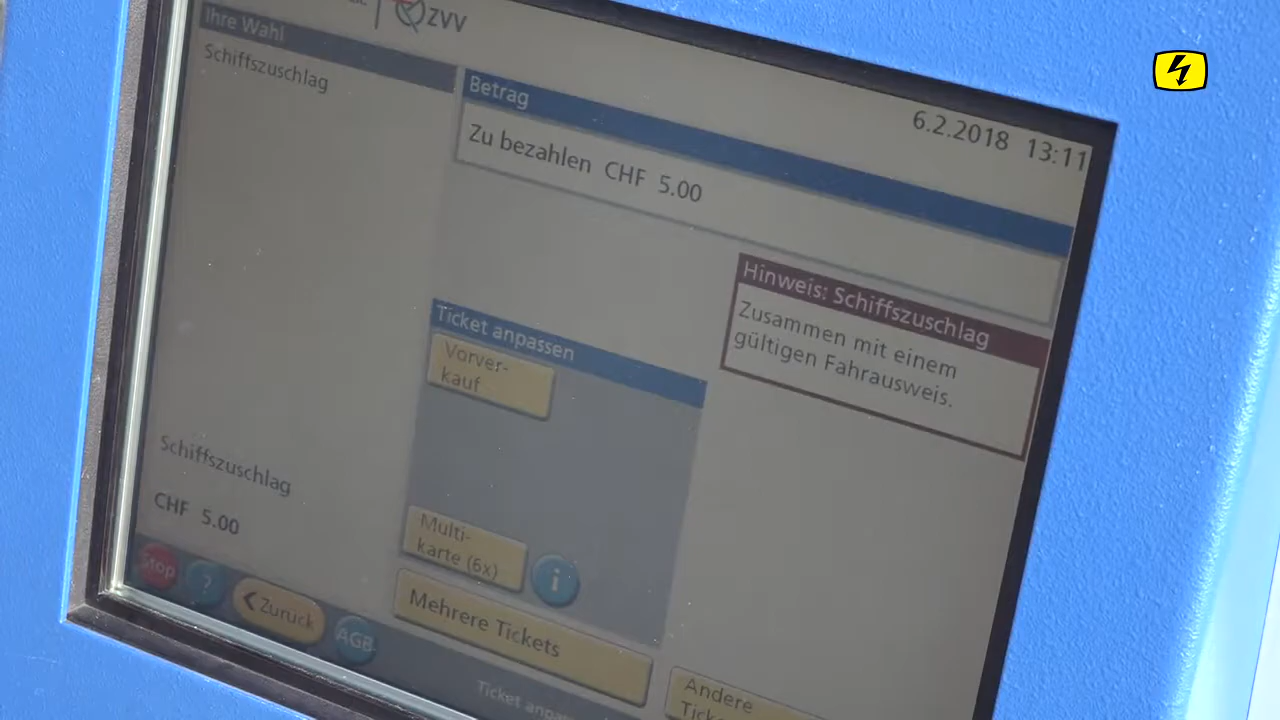 ZVV
Ihre Wahl
Schiffszuschlag
Betrag
6.2.2018 13:11
Zu bezahlen CHF 5.00
Hinweis: Schiffszuschlag
Zusammen mit einem
gültigen Fahrausweis.
Ticket anpassen
Vorver-
kauf
Schiffszuschlag
CHF 5.00
Multi-
karte (6x)
i
Stop
?
Zurück
AGB
Mehrere Tickets
Andere